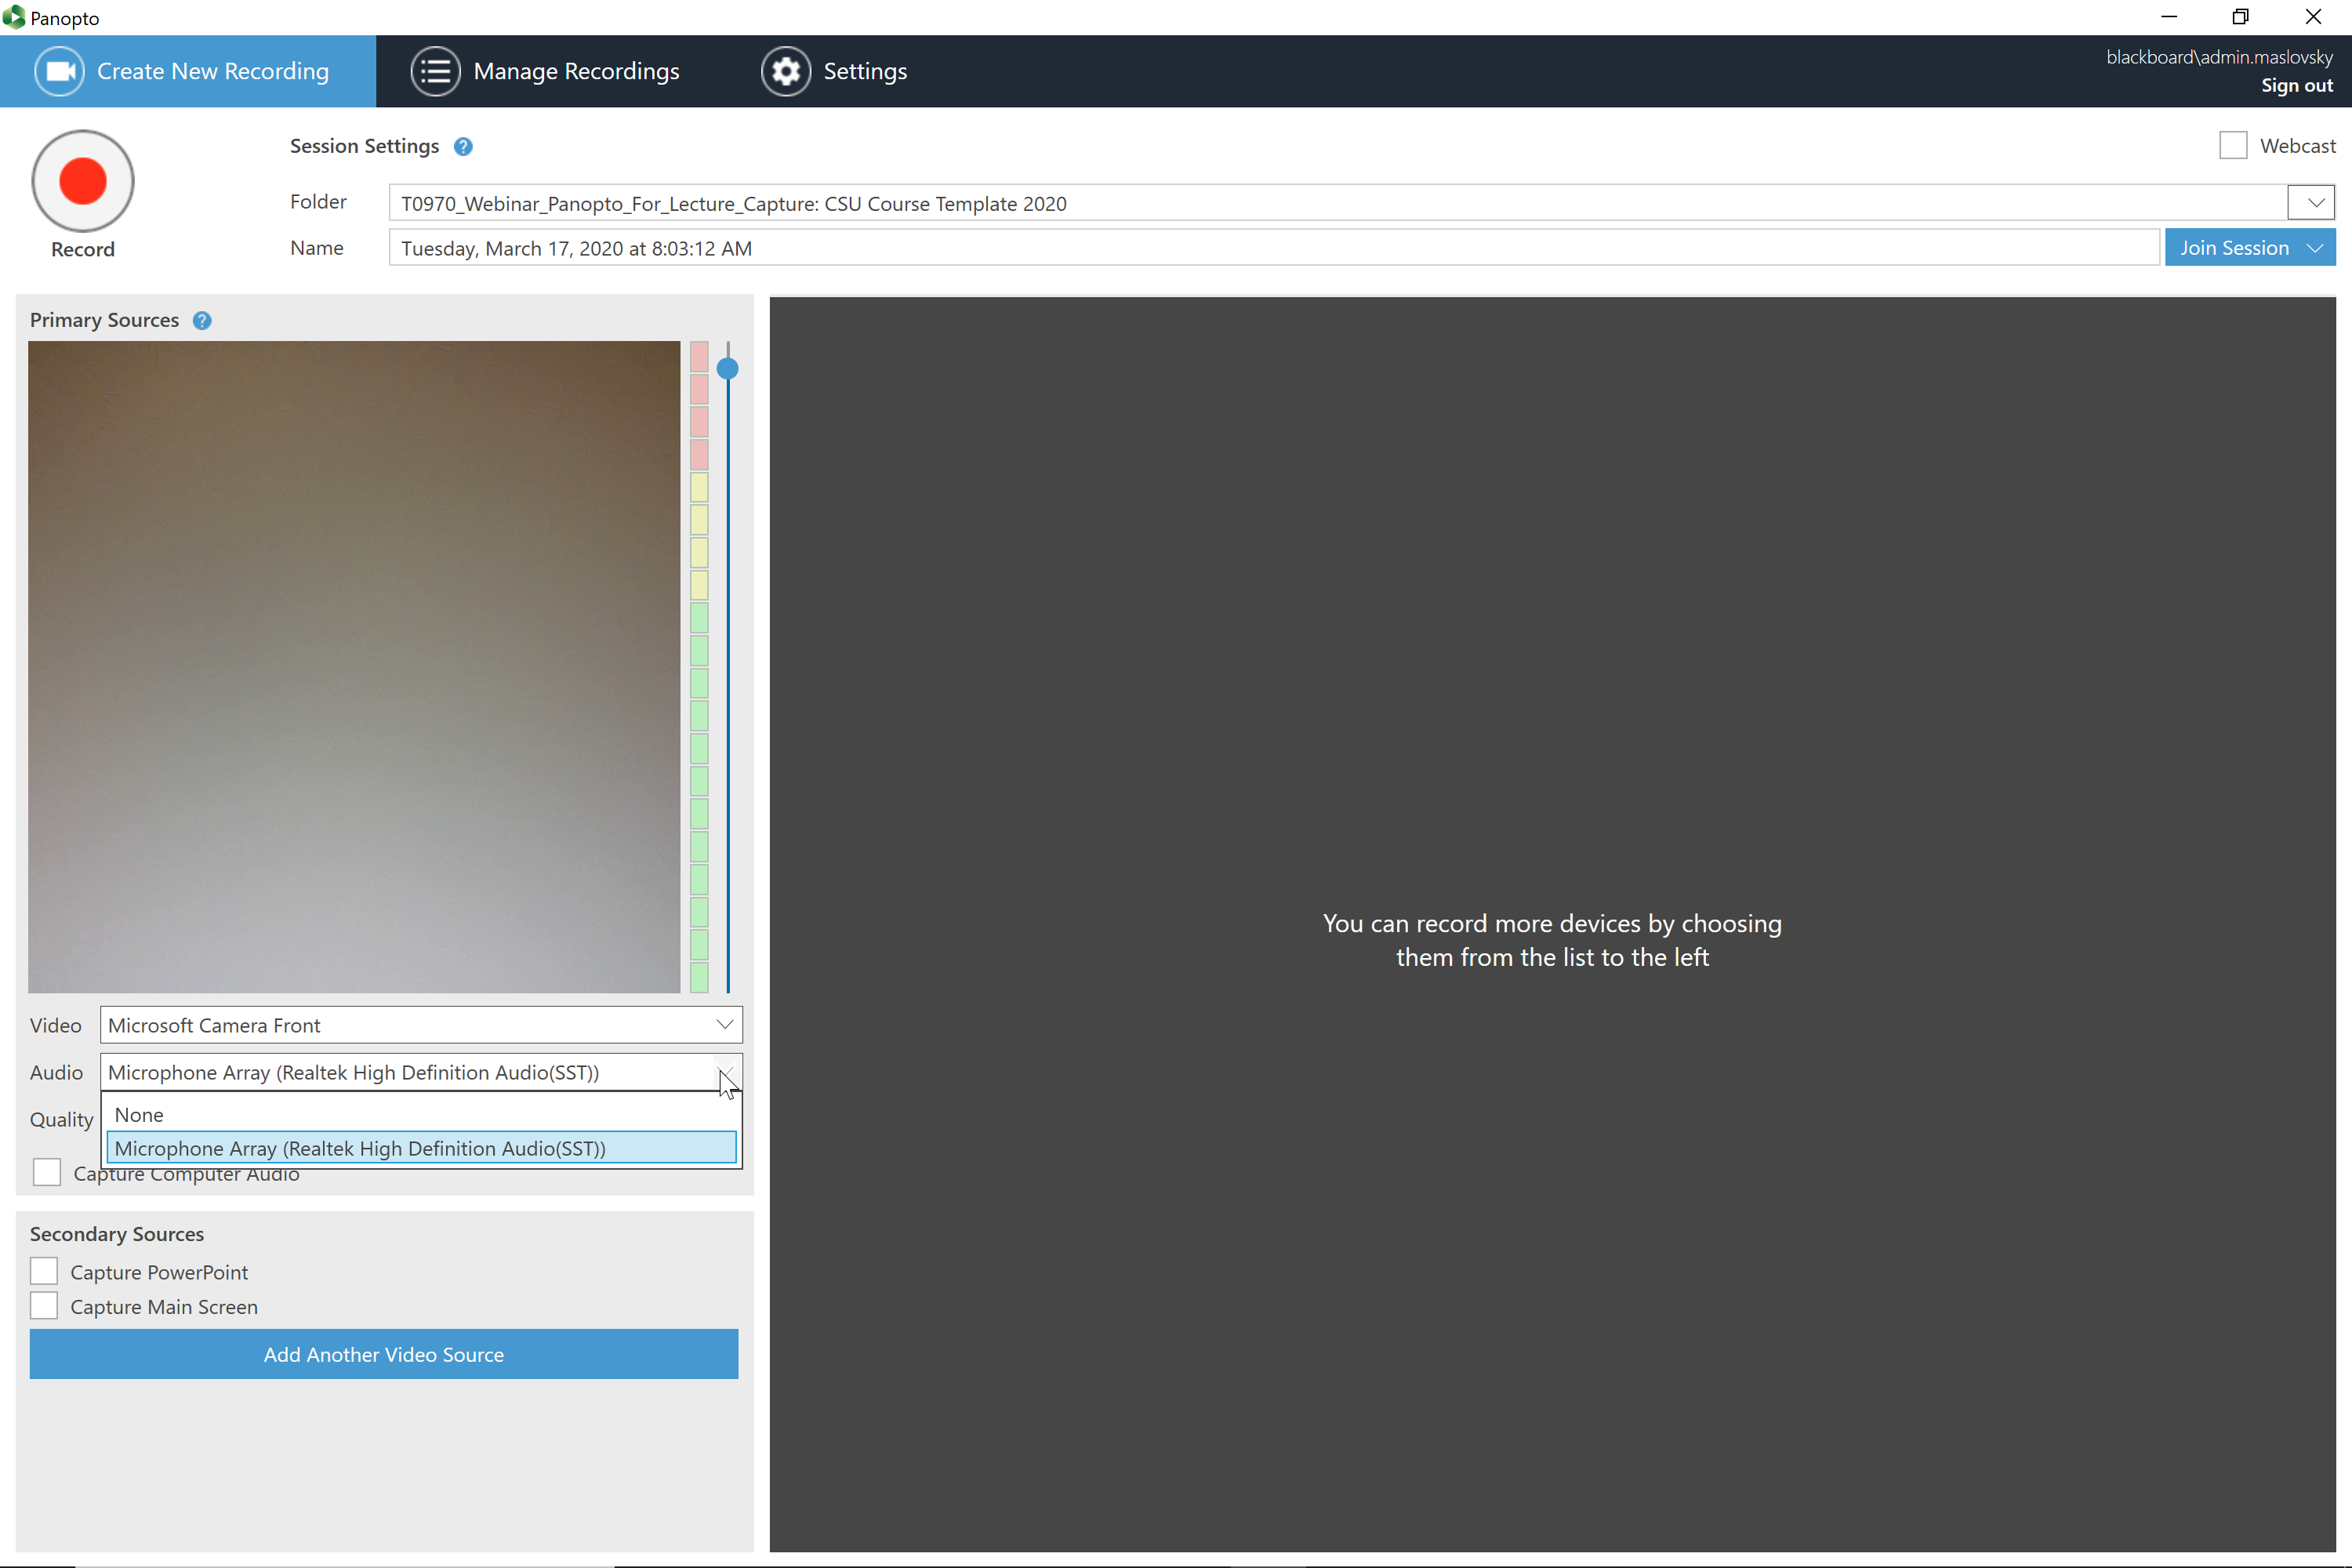 Panopto
Create New Recording
Manage Recordings
Settings
blackboard\admin.maslovsky
Sign out
Record
Session Settings ?
Webcast
Folder
T0970_Webinar_Panopto_For_Lecture_Capture: CSU Course Template 2020
Name
Tuesday, March 17, 2020 at 8:03:12 AM
Join Session
Primary Sources ?
You can record more devices by choosing
them from the list to the left
Video
Microsoft Camera Front
Audio
Microphone Array (Realtek High Definition Audio(SST))
Quality
None
Microphone Array (Realtek High Definition Audio(SST))
Capture Computer Audio
Secondary Sources
Capture PowerPoint
Capture Main Screen
Add Another Video Source